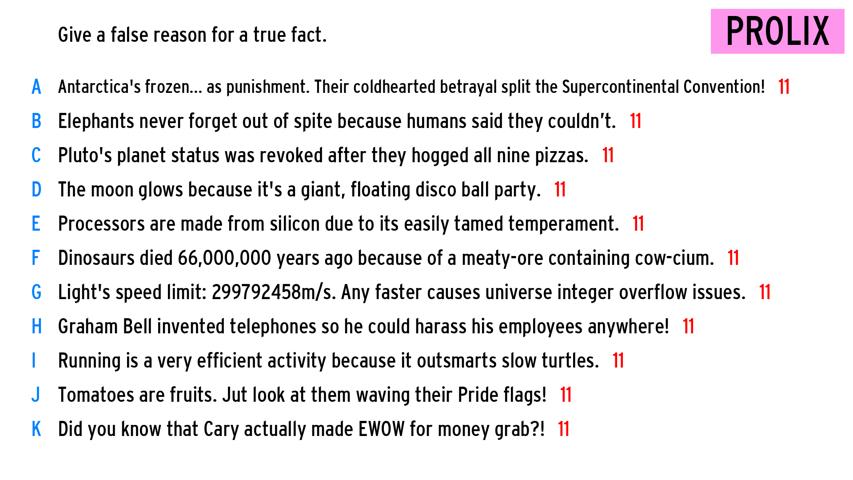 Give a false reason for a true fact.
PROLIX
A Antarctica's frozen... as punishment. Their coldhearted betrayal split the Supercontinental Convention! 11
B Elephants never forget out of spite because humans said they couldn't. 11
C Pluto's planet status was revoked after they hogged all nine pizzas. 11
D The moon glows because it's a giant, floating disco ball party. 11
E Processors are made from silicon due to its easily tamed temperament. 11
F Dinosaurs died 66,000,000 years ago because of a meaty-ore containing cow-cium. 11
G Light's speed limit: 299792458m/s. Any faster causes universe integer overflow issues. 11
H Graham Bell invented telephones so he could harass his employees anywhere! 11
I Running is a very efficient activity because it outsmarts slow turtles. 11
J Tomatoes are fruits. Jut look at them waving their Pride flags! 11
K Did you know that Cary actually made EWOW for money grab?! 11